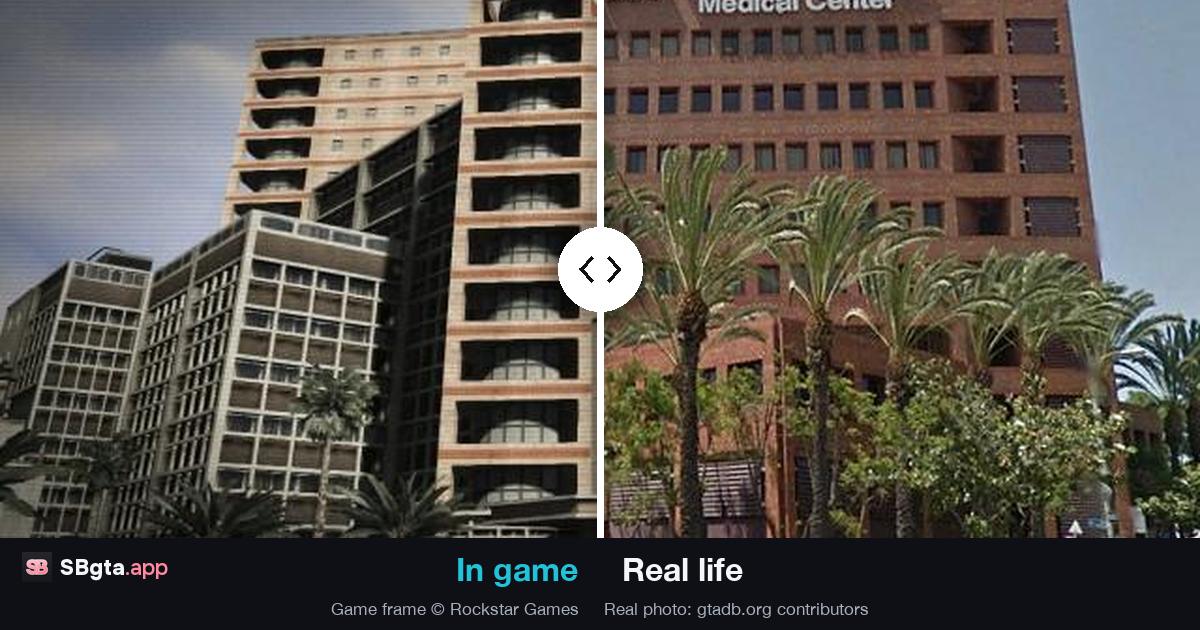 Medical Center
SB SBgta.app
In game
Real life
Game frame © Rockstar Games
Real photo: gtadb.org contributors